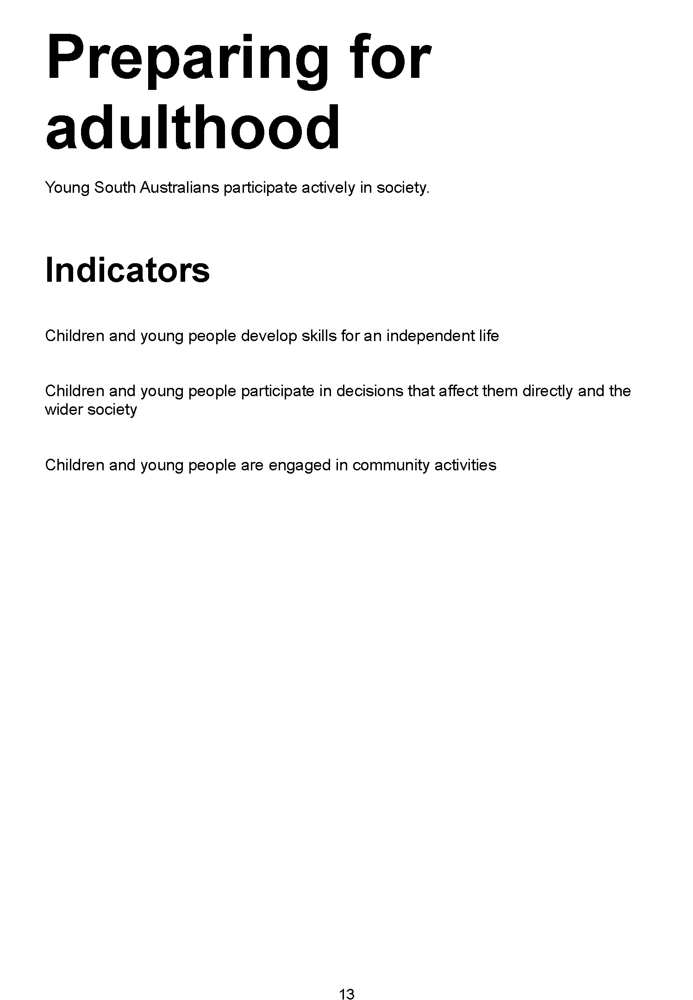 Preparing for
adulthood
Young South Australians participate actively in society.
Indicators
Children and young people develop skills for an independent life
Children and young people participate in decisions that affect them directly and the
wider society
Children and young people are engaged in community activities
13